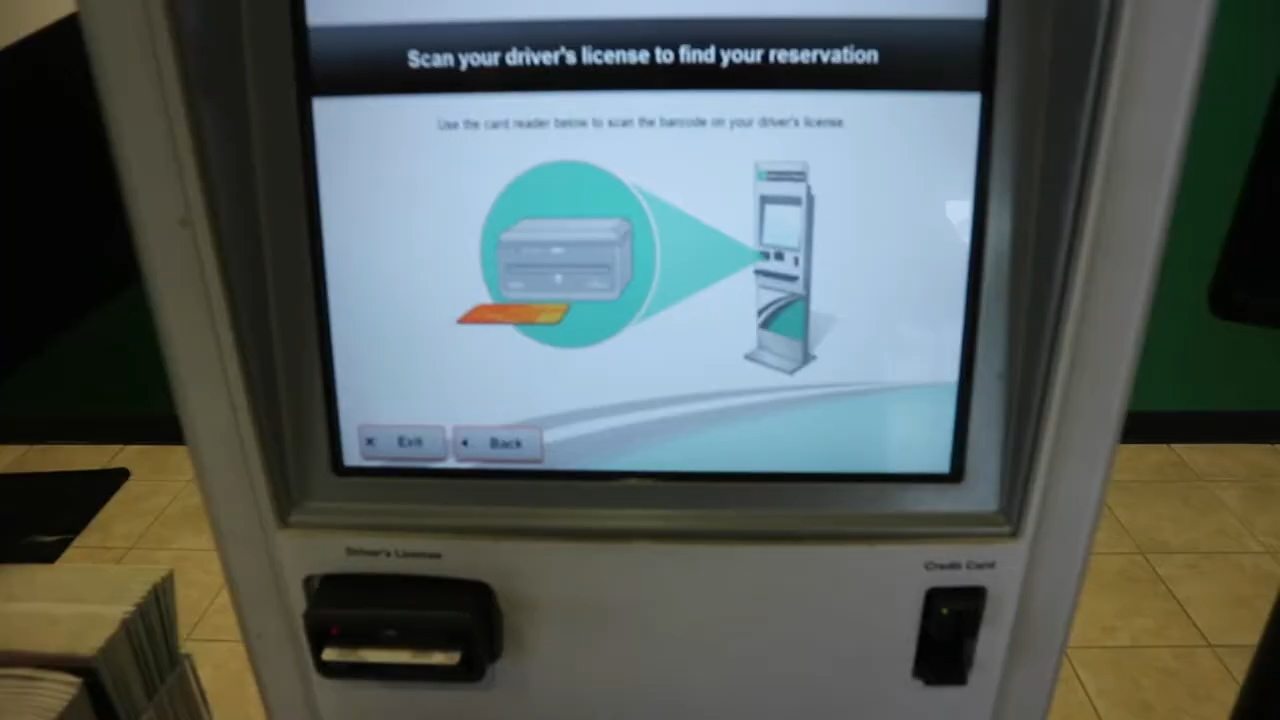 Scan your driver's license to find your reservation
Use the card reader below to scan the barcode on your driver's license
Exit
Back
Driver's License
Credit Card